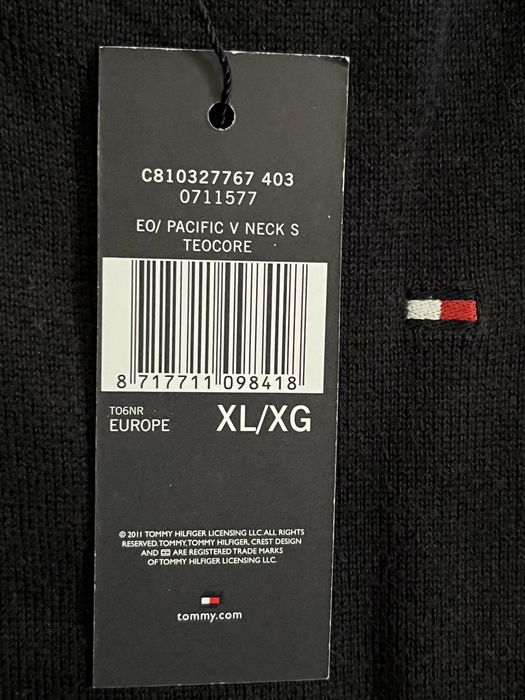 C810327767 403
0711577
EO/ PACIFIC V NECK S
TEOCORE
8 717711 098418
TO6NR
EUROPE
XL/XG
© 2011 TOMMY HILFIGER LICENSING LLC. ALL RIGHTS
RESERVED. TOMMY, TOMMY HILFIGER, CREST DESIGN
AND ARE REGISTERED TRADE MARKS
OF TOMMY HILFIGER LICENSING LLC.
tommy.com